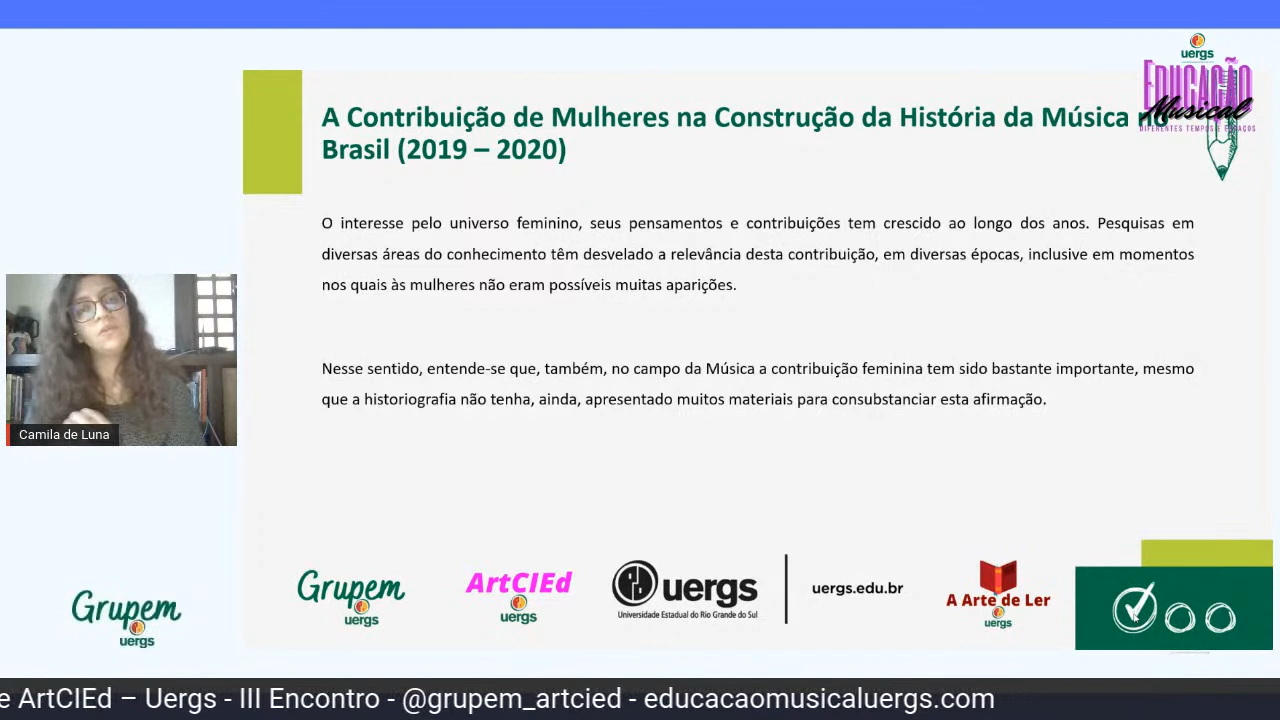 uergs
EDUCAÇÃO
Musical
DIFERENTES TEMPOS E ESPAÇOS
A Contribuição de Mulheres na Construção da História da Música no
Brasil (2019 – 2020)
O interesse pelo universo feminino, seus pensamentos e contribuições tem crescido ao longo dos anos. Pesquisas em
diversas áreas do conhecimento têm desvelado a relevância desta contribuição, em diversas épocas, inclusive em momentos
nos quais às mulheres não eram possíveis muitas aparições.
Nesse sentido, entende-se que, também, no campo da Música a contribuição feminina tem sido bastante importante, mesmo
que a historiografia não tenha, ainda, apresentado muitos materiais para consubstanciar esta afirmação.
Camila de Luna
Grupem
uergs
Grupem
uergs
ArtCIEd
uergs
uergs
Universidade Estadual do Rio Grande do Sul
uergs.edu.br
A Arte de Ler
uergs
e ArtCIEd – Uergs - III Encontro - @grupem_artcied - educacaomusicaluergs.com